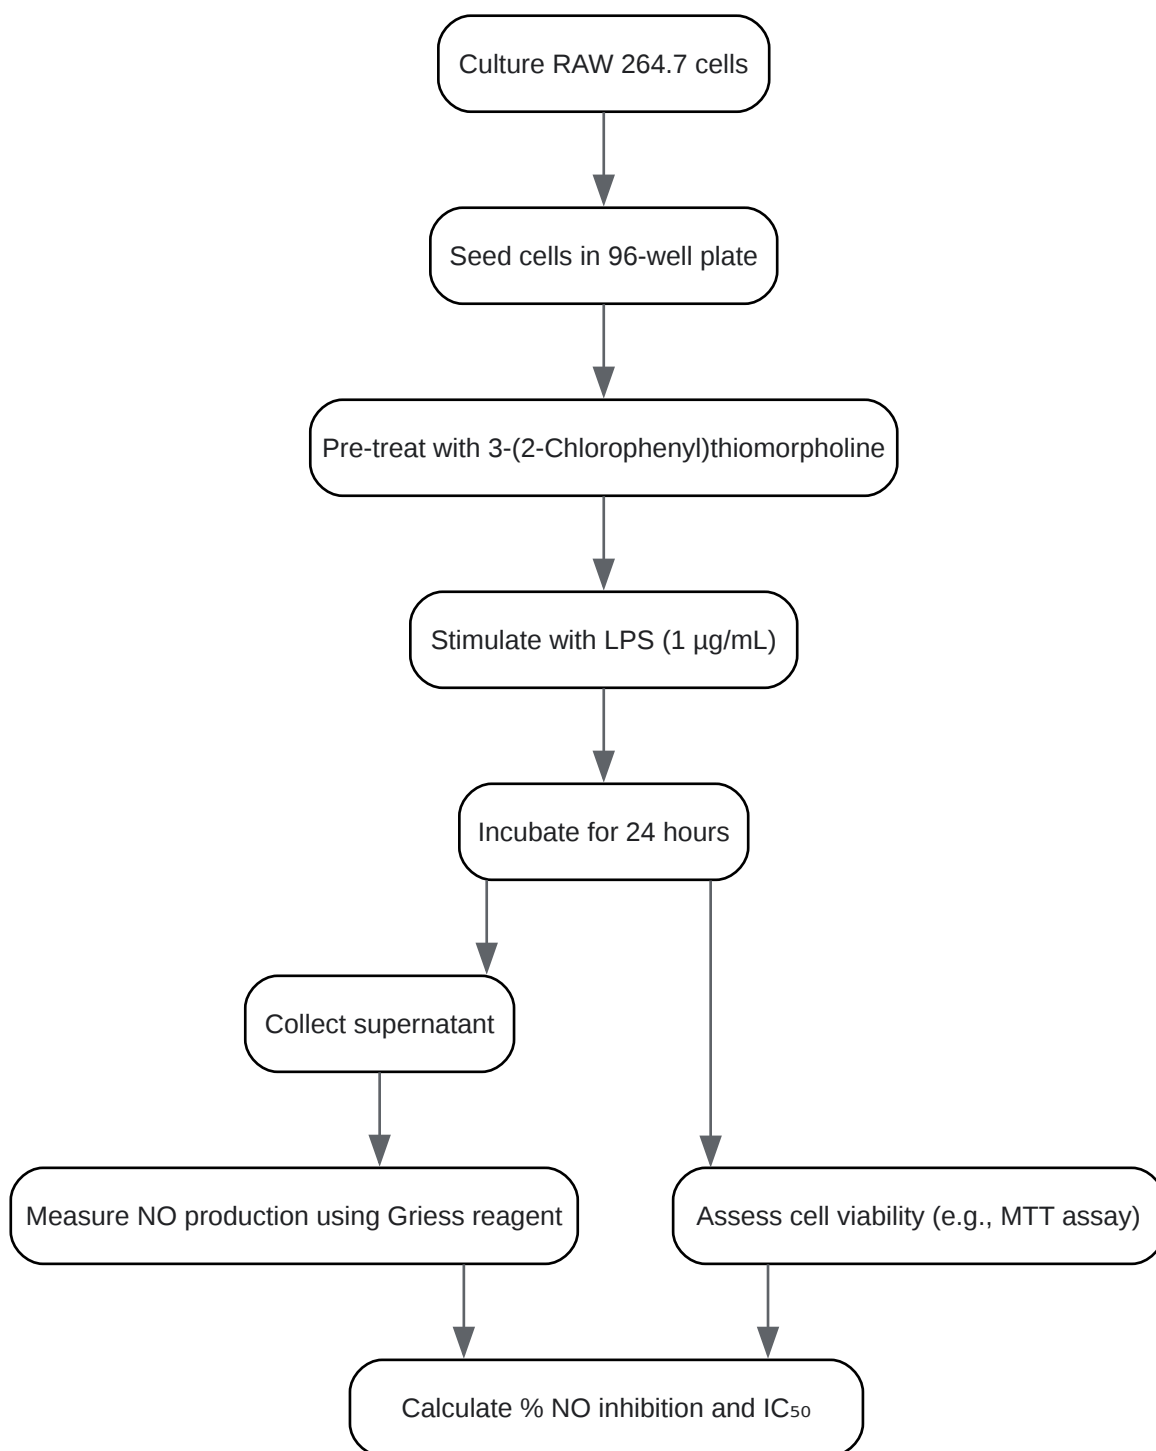 Culture RAW 264.7 cells
Seed cells in 96-well plate
Pre-treat with 3-(2-Chlorophenyl)thiomorpholine
Stimulate with LPS (1 µg/mL)
Incubate for 24 hours
Collect supernatant
Measure NO production using Griess reagent
Assess cell viability (e.g., MTT assay)
Calculate % NO inhibition and IC₅₀